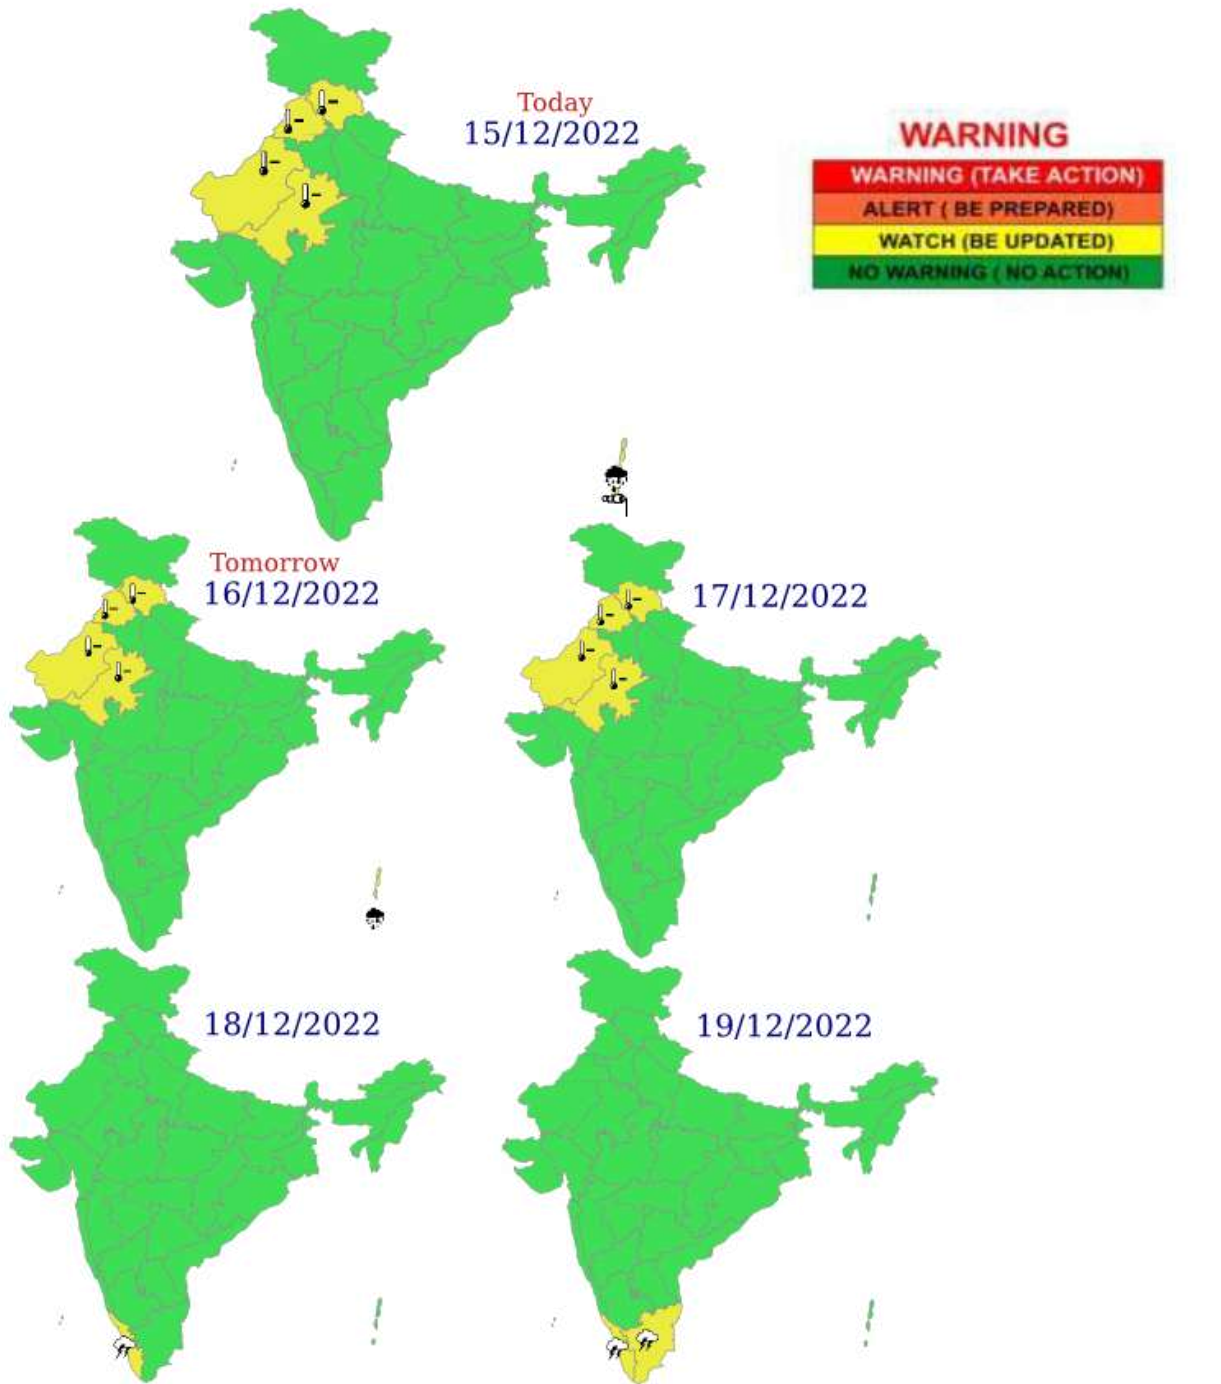 Today
15/12/2022
WARNING
WARNING (TAKE ACTION)
ALERT ( BE PREPARED)
WATCH (BE UPDATED)
NO WARNING ( NO ACTION)
Tomorrow
16/12/2022
17/12/2022
18/12/2022
19/12/2022